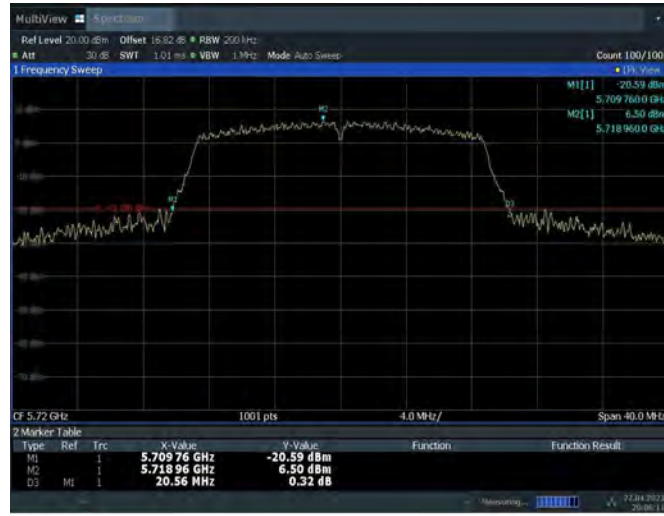 MultiView Spectrum
Ref Level 20.00 dBm Offset 16.82 dB RBW 200 kHz
Att 30 dB SWT 1.01 ms VBW 1 MHz Mode Auto Sweep Count 100/100
1 Frequency Sweep 1Pk View
M1[1] -20.59 dBm
5.709 760 0 GHz
M2[1] 6.50 dBm
5.718 960 0 GHz
M2
M1
D3
CF 5.72 GHz 1001 pts 4.0 MHz/ Span 40.0 MHz
2 Marker Table
Type Ref Trc X-Value Y-Value Function Function Result
M1 1 5.709 76 GHz -20.59 dBm
M2 1 5.718 96 GHz 6.50 dBm
D3 M1 1 20.56 MHz 0.32 dB
Measuring...